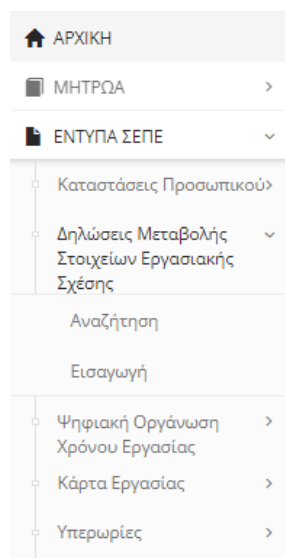 ΑΡΧΙΚΗ
ΜΗΤΡΩΑ
ΕΝΤΥΠΑ ΣΕΠΕ
Καταστάσεις Προσωπικού
Δηλώσεις Μεταβολής
Στοιχείων Εργασιακής
Σχέσης
Αναζήτηση
Εισαγωγή
Ψηφιακή Οργάνωση
Χρόνου Εργασίας
Κάρτα Εργασίας
Υπερωρίες